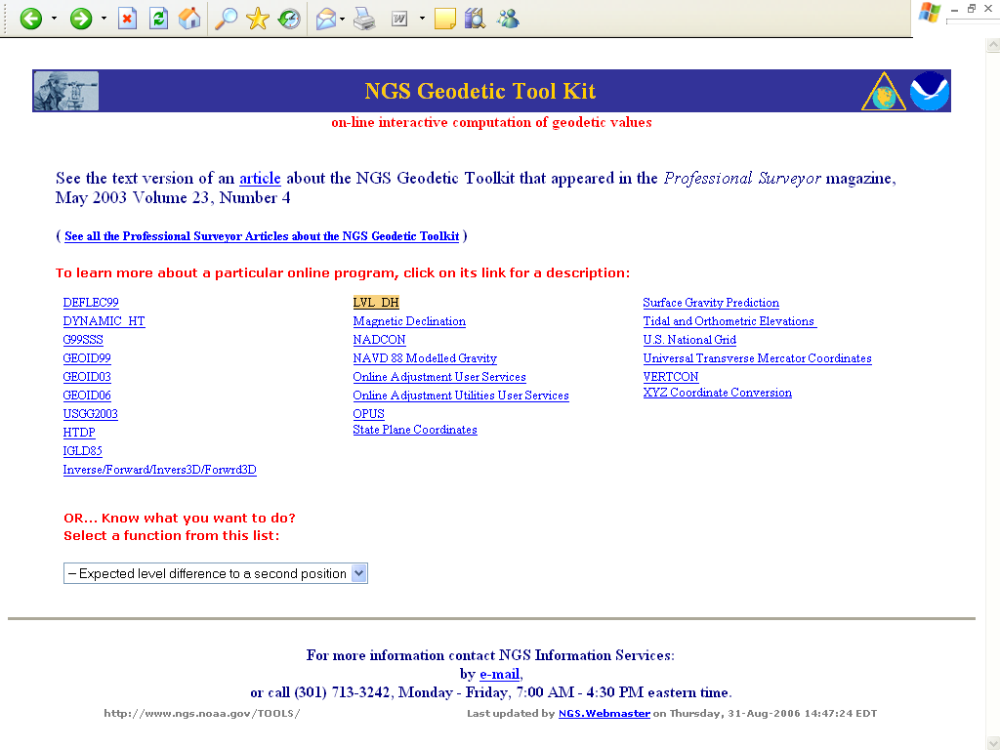 NGS Geodetic Tool Kit
on-line interactive computation of geodetic values
See the text version of an article about the NGS Geodetic Toolkit that appeared in the Professional Surveyor magazine,
May 2003 Volume 23, Number 4
( See all the Professional Surveyor Articles about the NGS Geodetic Toolkit )
To learn more about a particular online program, click on its link for a description:
DEFLEC99
DYNAMIC_HT
G99SSS
GEOID99
GEOID03
GEOID06
USGG2003
HTDP
IGLD85
Inverse/Forward/Invers3D/Forwrd3D
LVL_DH
Magnetic Declination
NADCON
NAVD 88 Modelled Gravity
Online Adjustment User Services
Online Adjustment Utilities User Services
OPUS
State Plane Coordinates
Surface Gravity Prediction
Tidal and Orthometric Elevations
U.S. National Grid
Universal Transverse Mercator Coordinates
VERTCON
XYZ Coordinate Conversion
OR... Know what you want to do?
Select a function from this list:
-- Expected level difference to a second position
For more information contact NGS Information Services:
by e-mail,
or call (301) 713-3242, Monday - Friday, 7:00 AM - 4:30 PM eastern time.
http://www.ngs.noaa.gov/TOOLS/ Last updated by NGS.Webmaster on Thursday, 31-Aug-2006 14:47:24 EDT